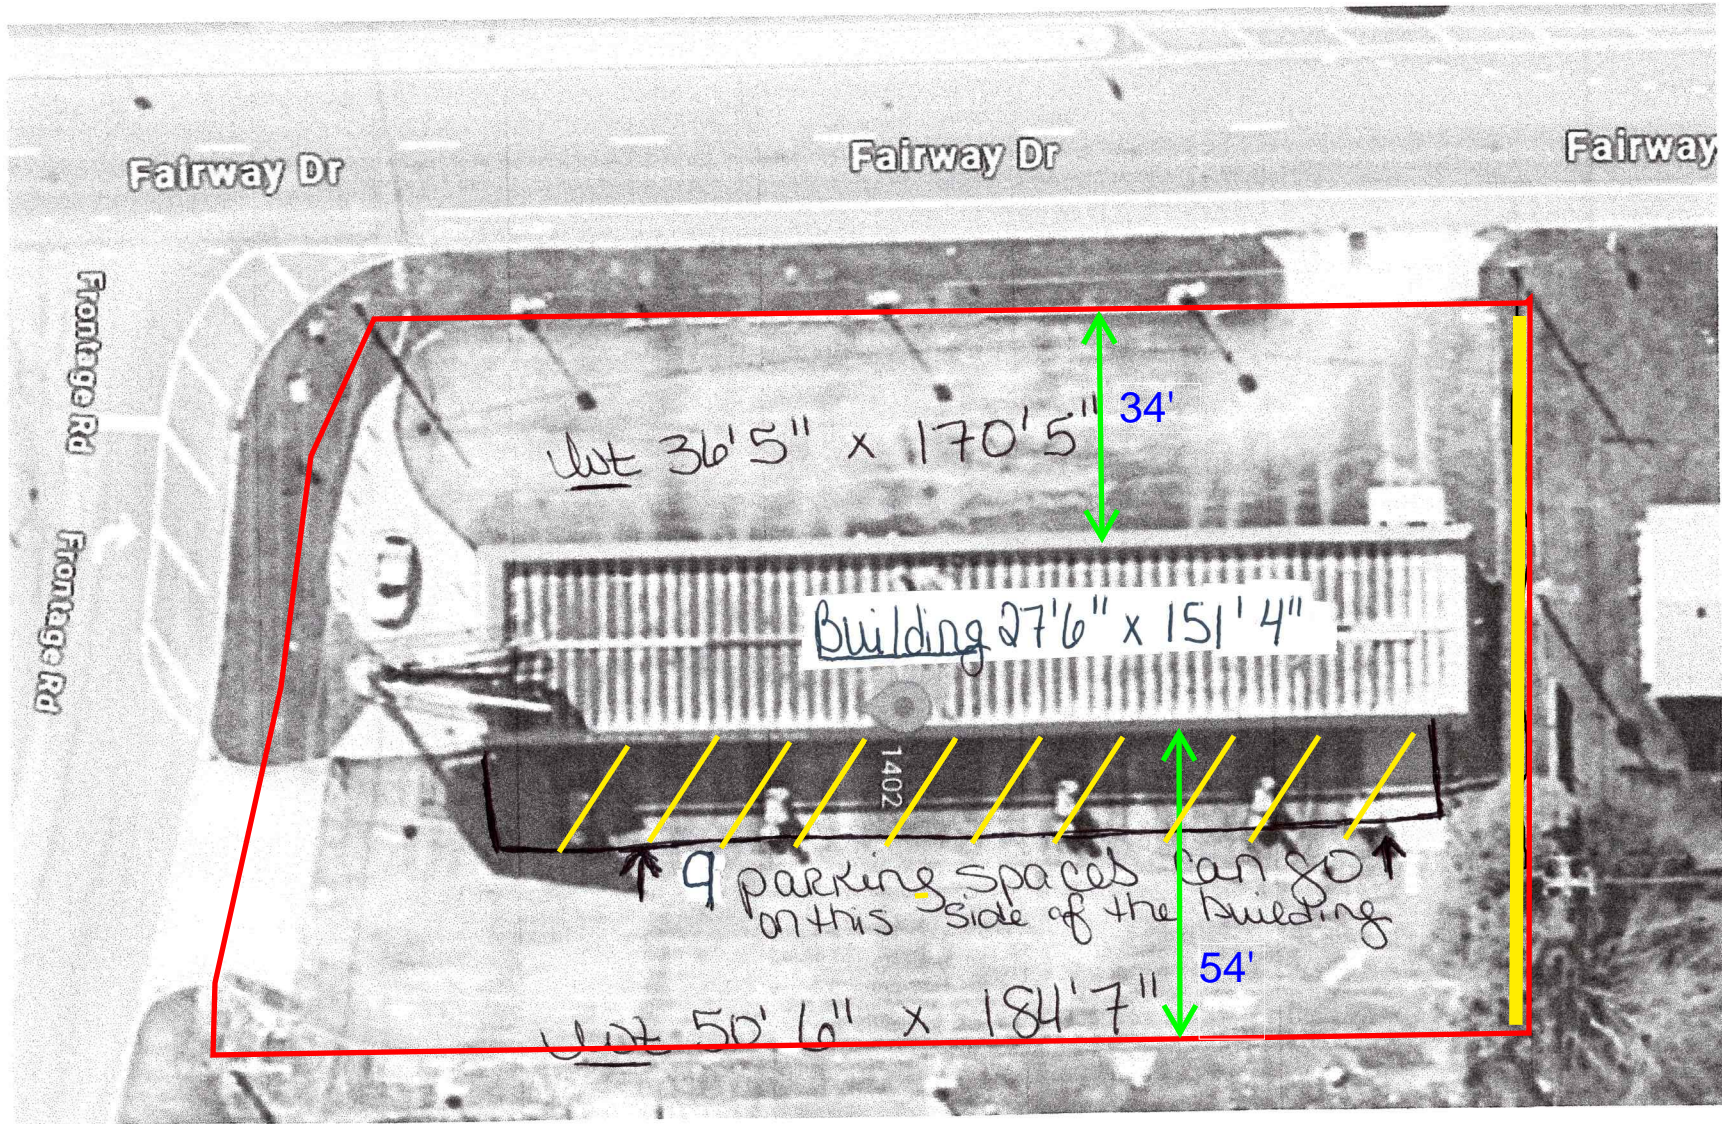 Fairway Dr
Fairway Dr
Fairway
Frontage Rd
Frontage Rd
34'
Lot 36'5" x 170'5"
Building 27'6" x 151'4"
1402
9 parking spaces can go
on this side of the building
54'
Lot 50'6" x 184'7"